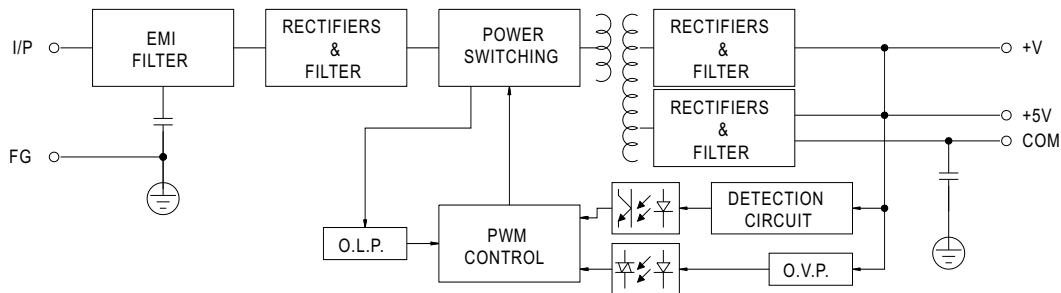 I/P
EMI
FILTER
RECTIFIERS
&
FILTER
POWER
SWITCHING
RECTIFIERS
&
FILTER
+V
RECTIFIERS
&
FILTER
+5V
COM
FG
O.L.P.
PWM
CONTROL
DETECTION
CIRCUIT
O.V.P.